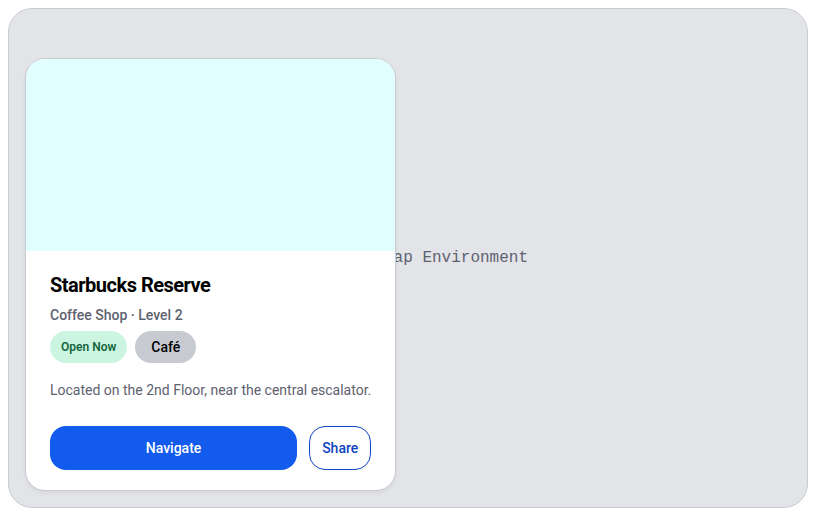 Starbucks Reserve
Coffee Shop · Level 2
Open Now Café
Located on the 2nd Floor, near the central escalator.
Navigate Share
Environment